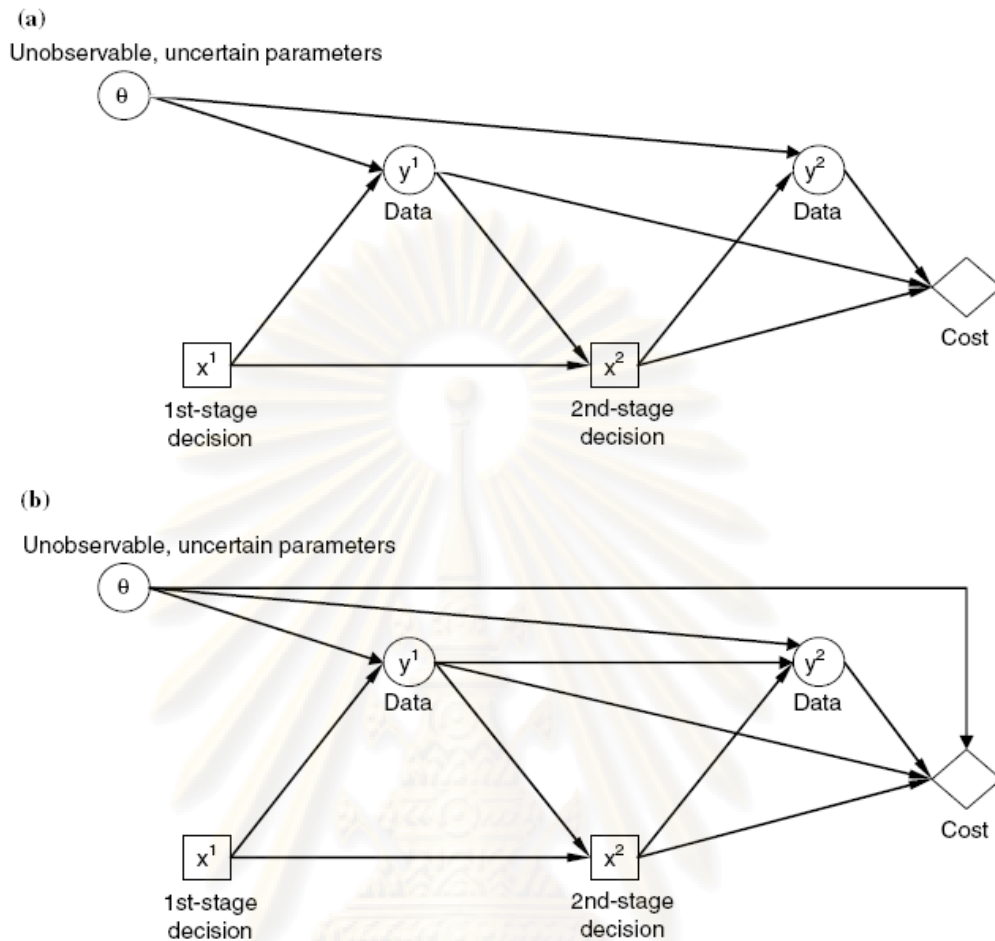 (a)
Unobservable, uncertain parameters
θ
y¹
Data
y²
Data
Cost
x¹
1st-stage
decision
x²
2nd-stage
decision
(b)
Unobservable, uncertain parameters
θ
y¹
Data
y²
Data
Cost
x¹
1st-stage
decision
x²
2nd-stage
decision